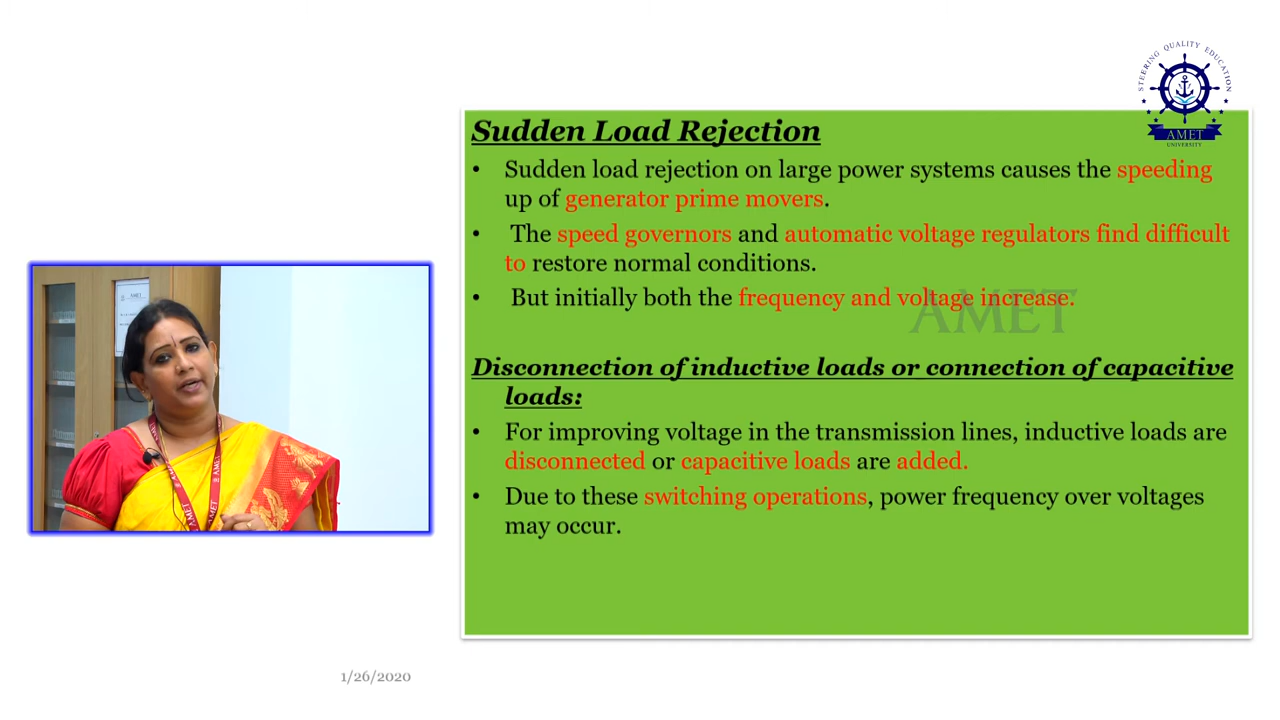 STEERING QUALITY EDUCATION
AMET
UNIVERSITY
Sudden Load Rejection
• Sudden load rejection on large power systems causes the speeding
up of generator prime movers.
• The speed governors and automatic voltage regulators find difficult
to restore normal conditions.
• But initially both the frequency and voltage increase.
AMET
Disconnection of inductive loads or connection of capacitive
loads:
• For improving voltage in the transmission lines, inductive loads are
disconnected or capacitive loads are added.
• Due to these switching operations, power frequency over voltages
may occur.
1/26/2020